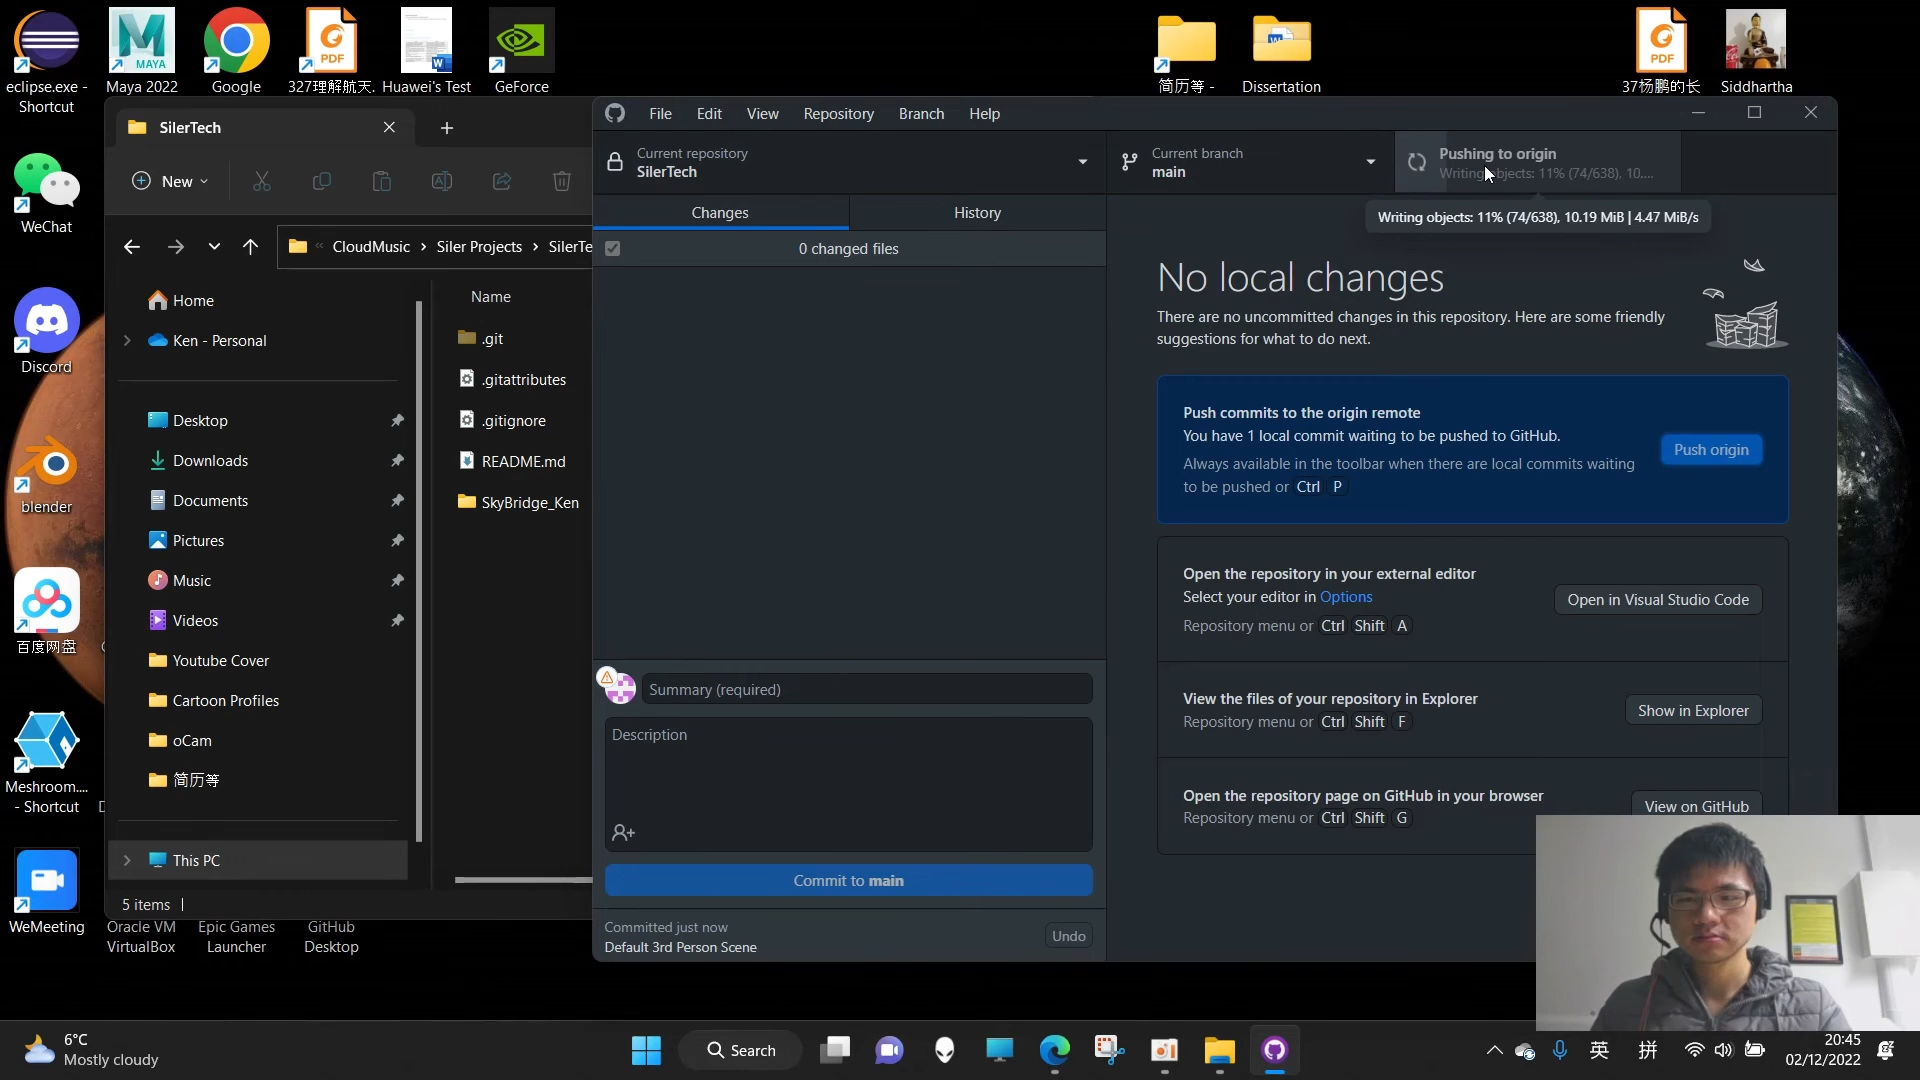 eclipse.exe -
Shortcut
MAYA
Maya 2022
Google
PDF
327理解航天.
Huawei's Test
GeForce
简历等 -
Dissertation
PDF
37杨鹏的长
Siddhartha
WeChat
Discord
blender
百度网盘
Meshroom....
- Shortcut
WeMeeting
Oracle VM
VirtualBox
Epic Games
Launcher
GitHub
Desktop
SilerTech
New
CloudMusic
Siler Projects
SilerTe
Home
Ken - Personal
Desktop
Downloads
Documents
Pictures
Music
Videos
Youtube Cover
Cartoon Profiles
oCam
简历等
This PC
5 items
Name
.git
.gitattributes
.gitignore
README.md
SkyBridge_Ken
File Edit View Repository Branch Help
Current repository
SilerTech
Current branch
main
Pushing to origin
Writing objects: 11% (74/638), 10....
Writing objects: 11% (74/638), 10.19 MiB | 4.47 MiB/s
Changes
History
0 changed files
Summary (required)
Description
Commit to main
Committed just now
Default 3rd Person Scene
Undo
No local changes
There are no uncommitted changes in this repository. Here are some friendly
suggestions for what to do next.
Push commits to the origin remote
You have 1 local commit waiting to be pushed to GitHub.
Always available in the toolbar when there are local commits waiting
to be pushed or Ctrl P
Push origin
Open the repository in your external editor
Select your editor in Options
Repository menu or Ctrl Shift A
Open in Visual Studio Code
View the files of your repository in Explorer
Repository menu or Ctrl Shift F
Show in Explorer
Open the repository page on GitHub in your browser
Repository menu or Ctrl Shift G
View on GitHub
6°C
Mostly cloudy
Search
英
拼
20:45
02/12/2022